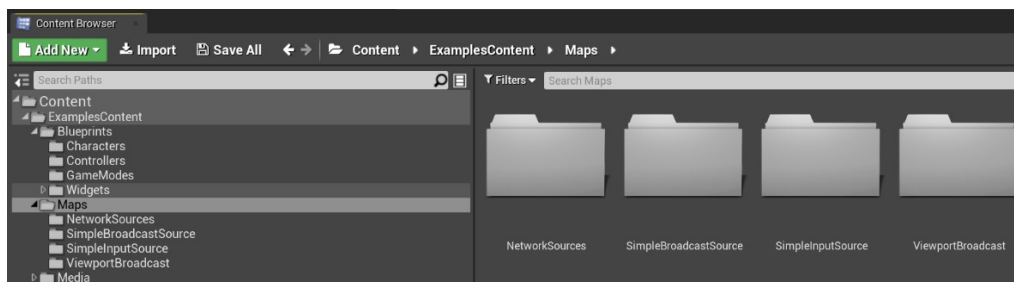 Content Browser
Add New Import Save All Content ExamplesContent Maps
Search Paths
Content
ExamplesContent
Blueprints
Characters
Controllers
GameModes
Widgets
Maps
NetworkSources
SimpleBroadcastSource
SimpleInputSource
ViewportBroadcast
Media
Filters Search Maps
NetworkSources SimpleBroadcastSource SimpleInputSource ViewportBroadcast